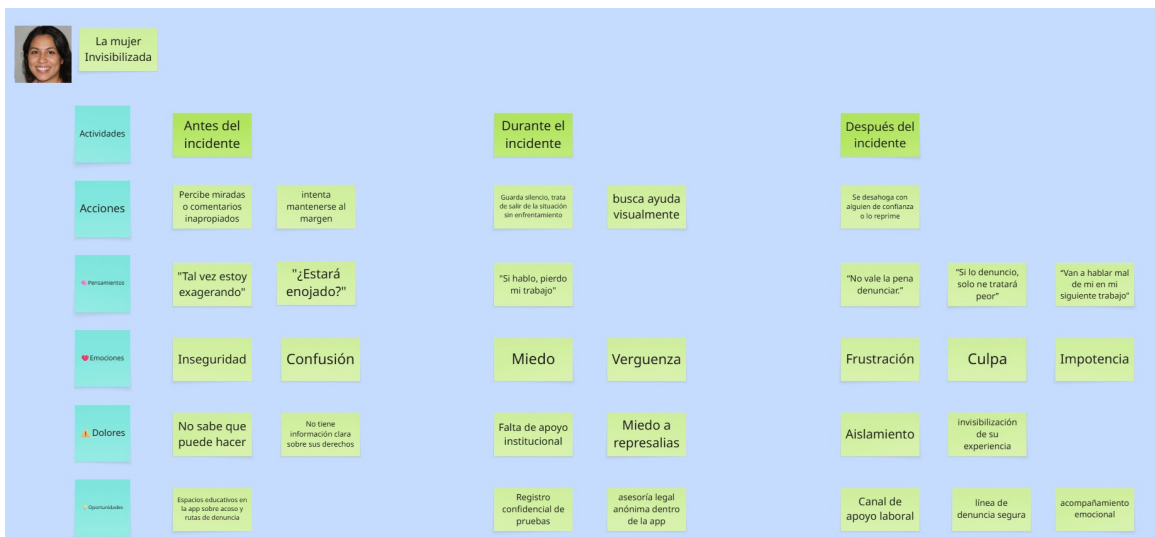 La mujer
Invisibilizada
Actividades
Antes del
incidente
Durante el
incidente
Después del
incidente
Acciones
Percibe miradas
o comentarios
inapropiados
intenta
mantenerse al
margen
Guarda silencio, trata
de salir de la situación
sin enfrentamiento
busca ayuda
visualmente
Se desahoga con
alguien de confianza
o lo reprime
Pensamientos
"Tal vez estoy
exagerando"
"¿Estará
enojado?"
"Si hablo, pierdo
mi trabajo"
“No vale la pena
denunciar.”
“Si lo denuncio,
solo ne tratará
peor”
“Van a hablar mal
de mi en mi
siguiente trabajo”
Emociones
Inseguridad
Confusión
Miedo
Verguenza
Frustración
Culpa
Impotencia
Dolores
No sabe que
puede hacer
No tiene
información clara
sobre sus derechos
Falta de apoyo
institucional
Miedo a
represalias
Aislamiento
invisibilización
de su
experiencia
Oportunidades
Espacios educativos en
la app sobre acoso y
rutas de denuncia
Registro
confidencial de
pruebas
asesoría legal
anónima dentro
de la app
Canal de
apoyo laboral
línea de
denuncia segura
acompañamiento
emocional